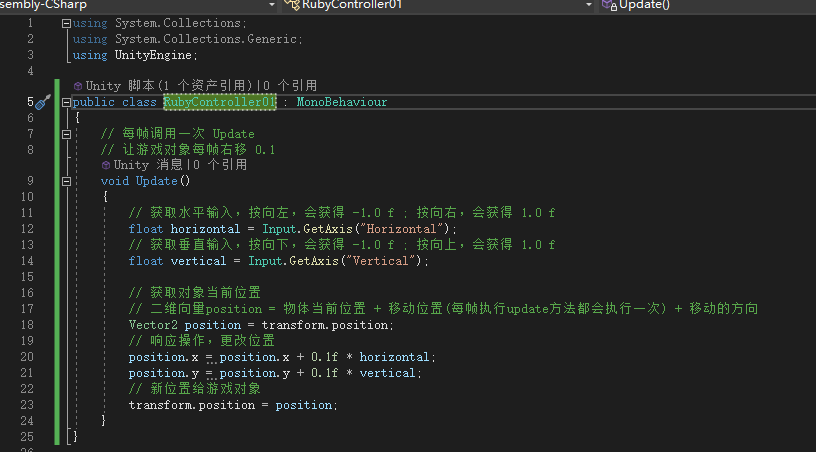 sembly-CSharp RubyController01 Update()
1 using System.Collections;
2 using System.Collections.Generic;
3 using UnityEngine;
4
Unity 脚本(1 个资产引用)|0 个引用
5 public class RubyController01 : MonoBehaviour
6 {
7 // 每帧调用一次 Update
8 // 让游戏对象每帧右移 0.1
Unity 消息|0 个引用
9 void Update()
10 {
11 // 获取水平输入，按向左，会获得 -1.0 f ; 按向右，会获得 1.0 f
12 float horizontal = Input.GetAxis("Horizontal");
13 // 获取垂直输入，按向下，会获得 -1.0 f ; 按向上，会获得 1.0 f
14 float vertical = Input.GetAxis("Vertical");
15
16 // 获取对象当前位置
17 // 二维向量position = 物体当前位置 + 移动位置(每帧执行update方法都会执行一次) + 移动的方向
18 Vector2 position = transform.position;
19 // 响应操作，更改位置
20 position.x = position.x + 0.1f * horizontal;
21 position.y = position.y + 0.1f * vertical;
22 // 新位置给游戏对象
23 transform.position = position;
24 }
25 }